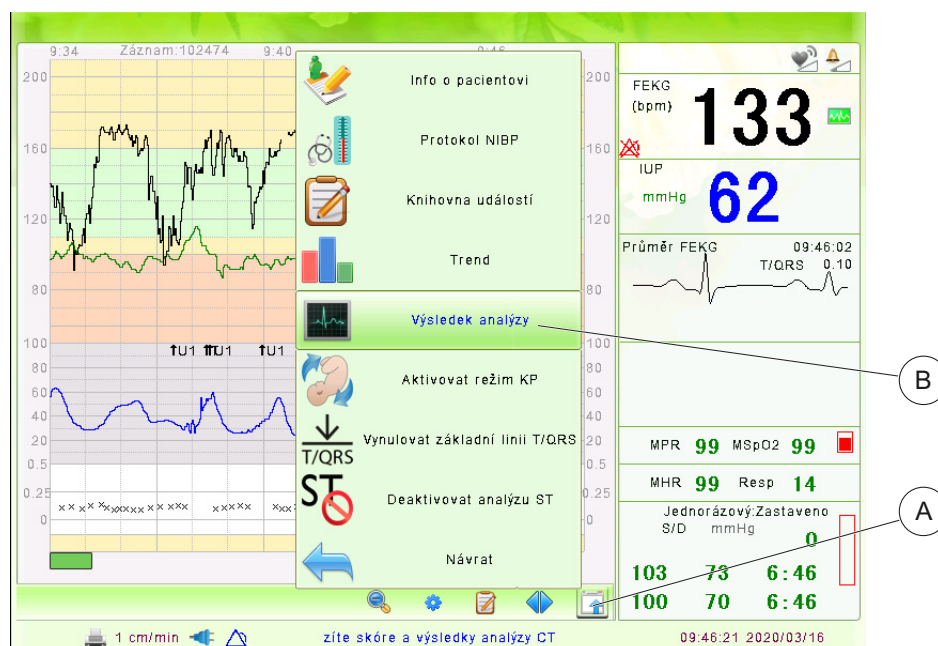 9:34 Záznam:102474 9:40 9:46
200 200
160 160
120 120
80 80
100 100
80 80
60 60
40 40
20 20
0.5 0.5
0.25 0.25
0 0
U1 U1 U1
Info o pacientovi
Protokol NIBP
Knihovna událostí
Trend
Výsledek analýzy
Aktivovat režim KP
T/QRS Vynulovat základní linii T/QRS
ST Deaktivovat analýzu ST
Návrat
FEKG
(bpm) 133
IUP
mmHg 62
Průměr FEKG 09:46:02
T/QRS 0.10
B
MPR 99 MSpO2 99
MHR 99 Resp 14
Jednorázový:Zastaveno
S/D mmHg
0
103 73 6:46
100 70 6:46
A
1 cm/min zíte skóre a výsledky analýzy CT 09:46:21 2020/03/16